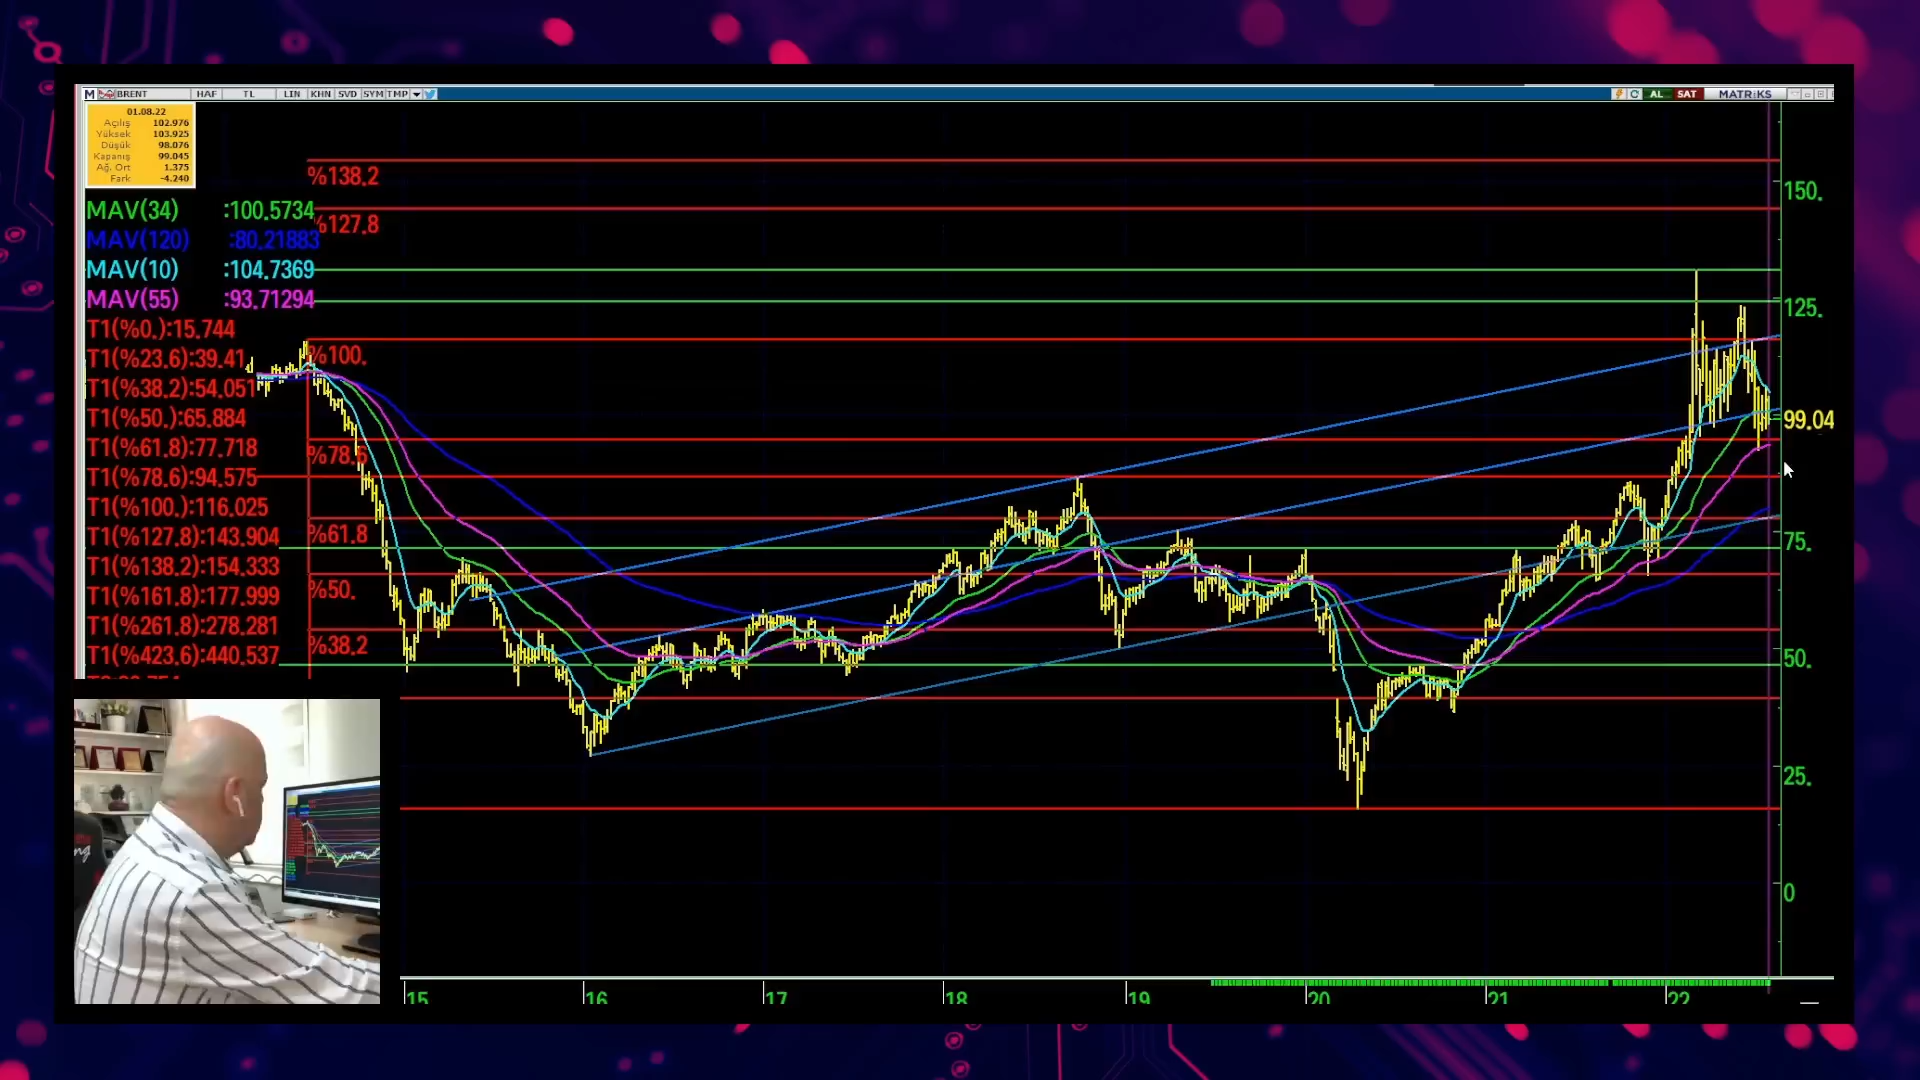 M BRENT HAF TL LIN KHN SVD SYM TMP AL SAT MATRiKS
01.08.22
Açılış 102.976
Yüksek 103.925
Düşük 98.076
Kapanış 99.045
Ağ. Ort 1.375
Fark -4.240
MAV(34) :100.5734
MAV(120) :80.21883
MAV(10) :104.7369
MAV(55) :93.71294
T1(%0.):15.744
T1(%23.6):39.41
T1(%38.2):54.051
T1(%50.):65.884
T1(%61.8):77.718
T1(%78.6):94.575
T1(%100.):116.025
T1(%127.8):143.904
T1(%138.2):154.333
T1(%161.8):177.999
T1(%261.8):278.281
T1(%423.6):440.537
%138.2
%127.8
%100.
%78.6
%61.8
%50.
%38.2
150.
125.
99.04
75.
50.
25.
0
15 16 17 18 19 20 21 22